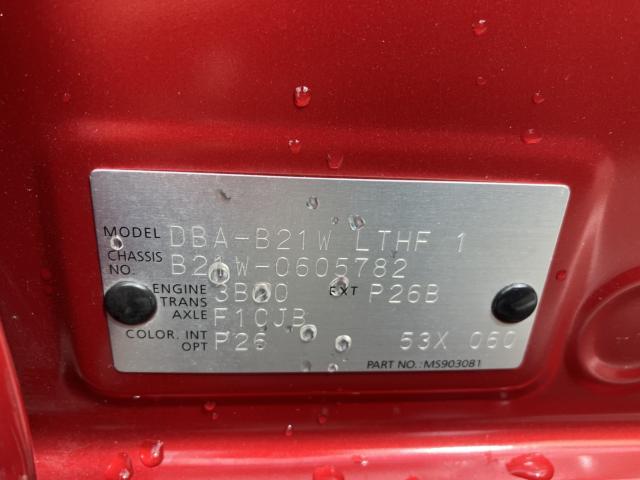 MODEL DBA-B21W LTHF 1
CHASSIS NO. B21W-0605782
ENGINE 3B20 EXT P26B
TRANS AXLE F1CJB
COLOR, INT OPT P26 53X 060
PART NO.: MS903081